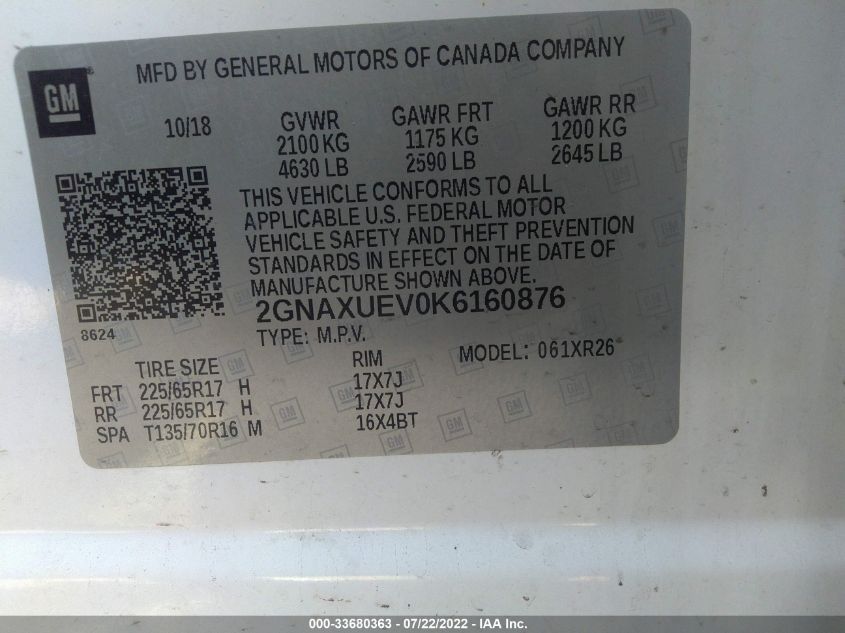 MFD BY GENERAL MOTORS OF CANADA COMPANY
GM
10/18 GVWR GAWR FRT GAWR RR
2100 KG 1175 KG 1200 KG
4630 LB 2590 LB 2645 LB
THIS VEHICLE CONFORMS TO ALL
APPLICABLE U.S. FEDERAL MOTOR
VEHICLE SAFETY AND THEFT PREVENTION
STANDARDS IN EFFECT ON THE DATE OF
MANUFACTURE SHOWN ABOVE.
2GNAXUEV0K6160876
8624
TYPE: M.P.V.
MODEL: 061XR26
TIRE SIZE RIM
FRT 225/65R17 H 17X7J
RR 225/65R17 H 17X7J
SPA T135/70R16 M 16X4BT
000-33680363 - 07/22/2022 - IAA Inc.